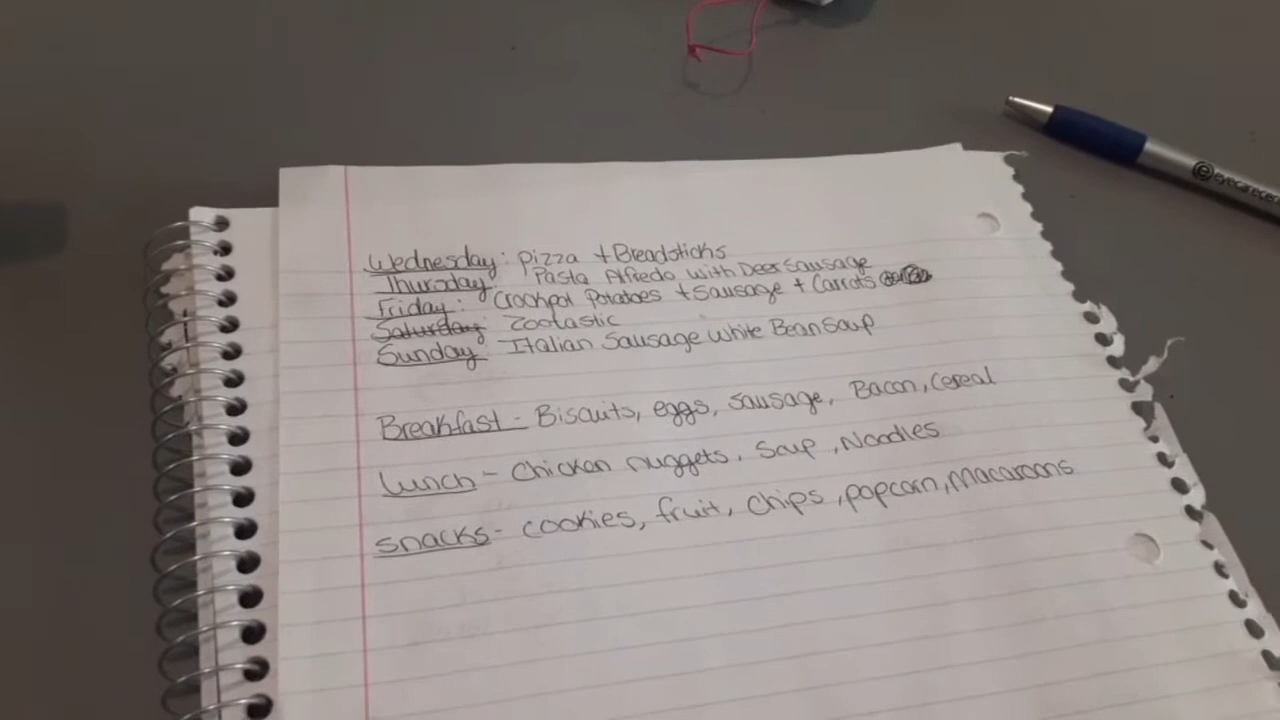 Wednesday: Pizza + Breadsticks
Thursday: Pasta Alfredo with Deer Sausage
Friday: Crockpot Potatoes + Sausage + Carrots
Saturday: Zootastic
Sunday: Italian Sausage White Bean Soup
Breakfast - Biscuits, eggs, sausage, Bacon, Cereal
Lunch - Chicken nuggets, Soup, Noodles
Snacks - cookies, fruit, Chips, popcorn, Macaroons
eyecarecen